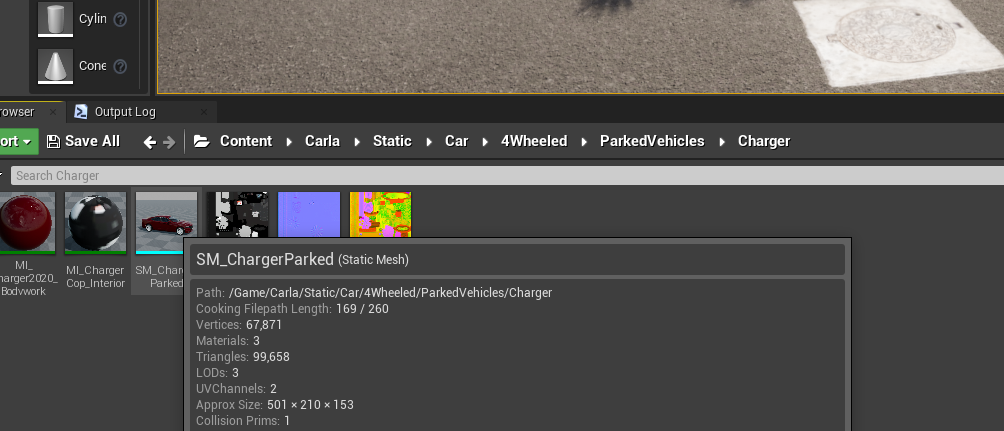 Cylin
Cone
rowser
Output Log
ort
Save All
Content
Carla
Static
Car
4Wheeled
ParkedVehicles
Charger
Search Charger
MI_
harger2020_
Bodywork
MI_Charger
Cop_Interior
SM_Char
Parked
SM_ChargerParked (Static Mesh)
Path: /Game/Carla/Static/Car/4Wheeled/ParkedVehicles/Charger
Cooking Filepath Length: 169 / 260
Vertices: 67,871
Materials: 3
Triangles: 99,658
LODs: 3
UVChannels: 2
Approx Size: 501 × 210 × 153
Collision Prims: 1